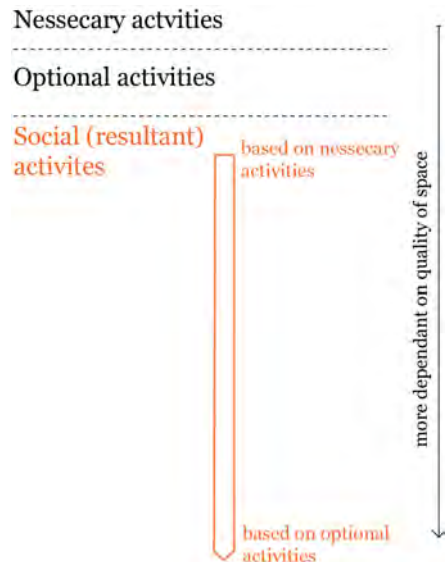 Nessecary actvities
Optional activities
Social (resultant)
activites
based on nessecary
activities
more dependant on quality of space
based on optional
activities